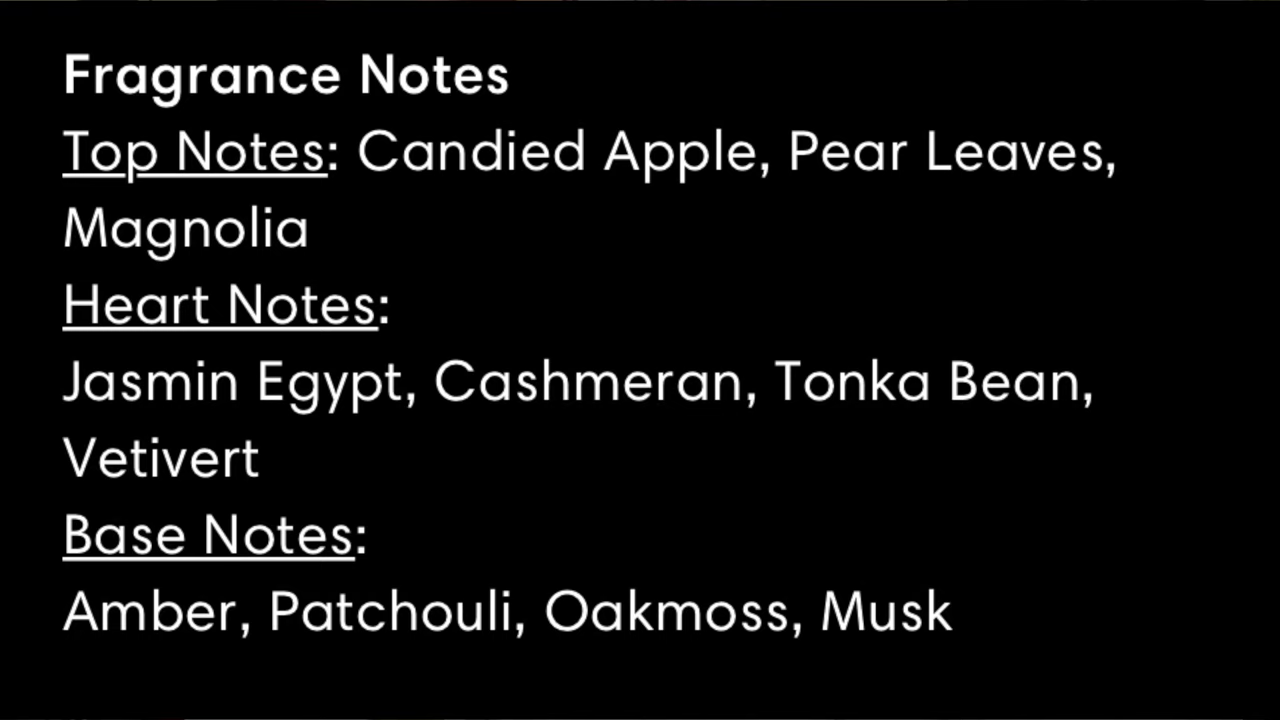 Fragrance Notes
Top Notes: Candied Apple, Pear Leaves,
Magnolia
Heart Notes:
Jasmin Egypt, Cashmeran, Tonka Bean,
Vetivert
Base Notes:
Amber, Patchouli, Oakmoss, Musk